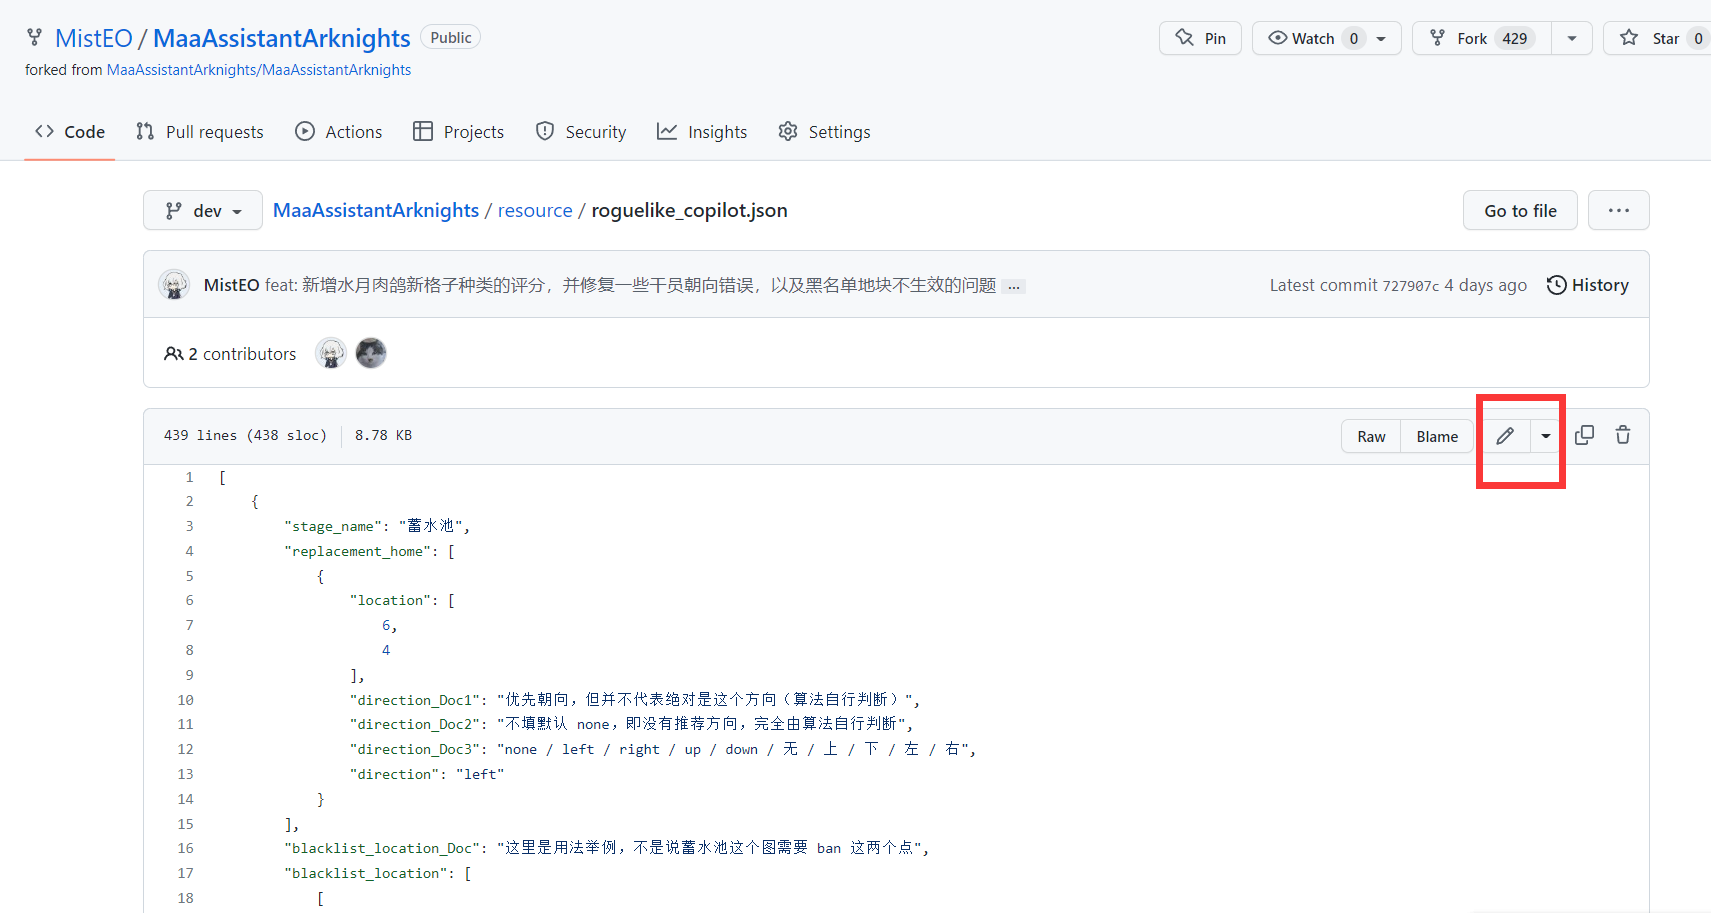 MistEO / MaaAssistantArknights Public
Pin
Watch 0
Fork 429
Star 0
forked from MaaAssistantArknights/MaaAssistantArknights
Code
Pull requests
Actions
Projects
Security
Insights
Settings
dev
MaaAssistantArknights / resource / roguelike_copilot.json
Go to file
...
MistEO feat: 新增水月肉鸽新格子种类的评分，并修复一些干员朝向错误，以及黑名单地块不生效的问题 ...
Latest commit 727907c 4 days ago
History
2 contributors
439 lines (438 sloc)
8.78 KB
Raw
Blame
1 [
2 {
3 "stage_name": "蓄水池",
4 "replacement_home": [
5 {
6 "location": [
7 6,
8 4
9 ],
10 "direction_Doc1": "优先朝向，但并不代表绝对是这个方向（算法自行判断）",
11 "direction_Doc2": "不填默认 none，即没有推荐方向，完全由算法自行判断",
12 "direction_Doc3": "none / left / right / up / down / 无 / 上 / 下 / 左 / 右",
13 "direction": "left"
14 }
15 ],
16 "blacklist_location_Doc": "这里是用法举例，不是说蓄水池这个图需要 ban 这两个点",
17 "blacklist_location": [
18 [